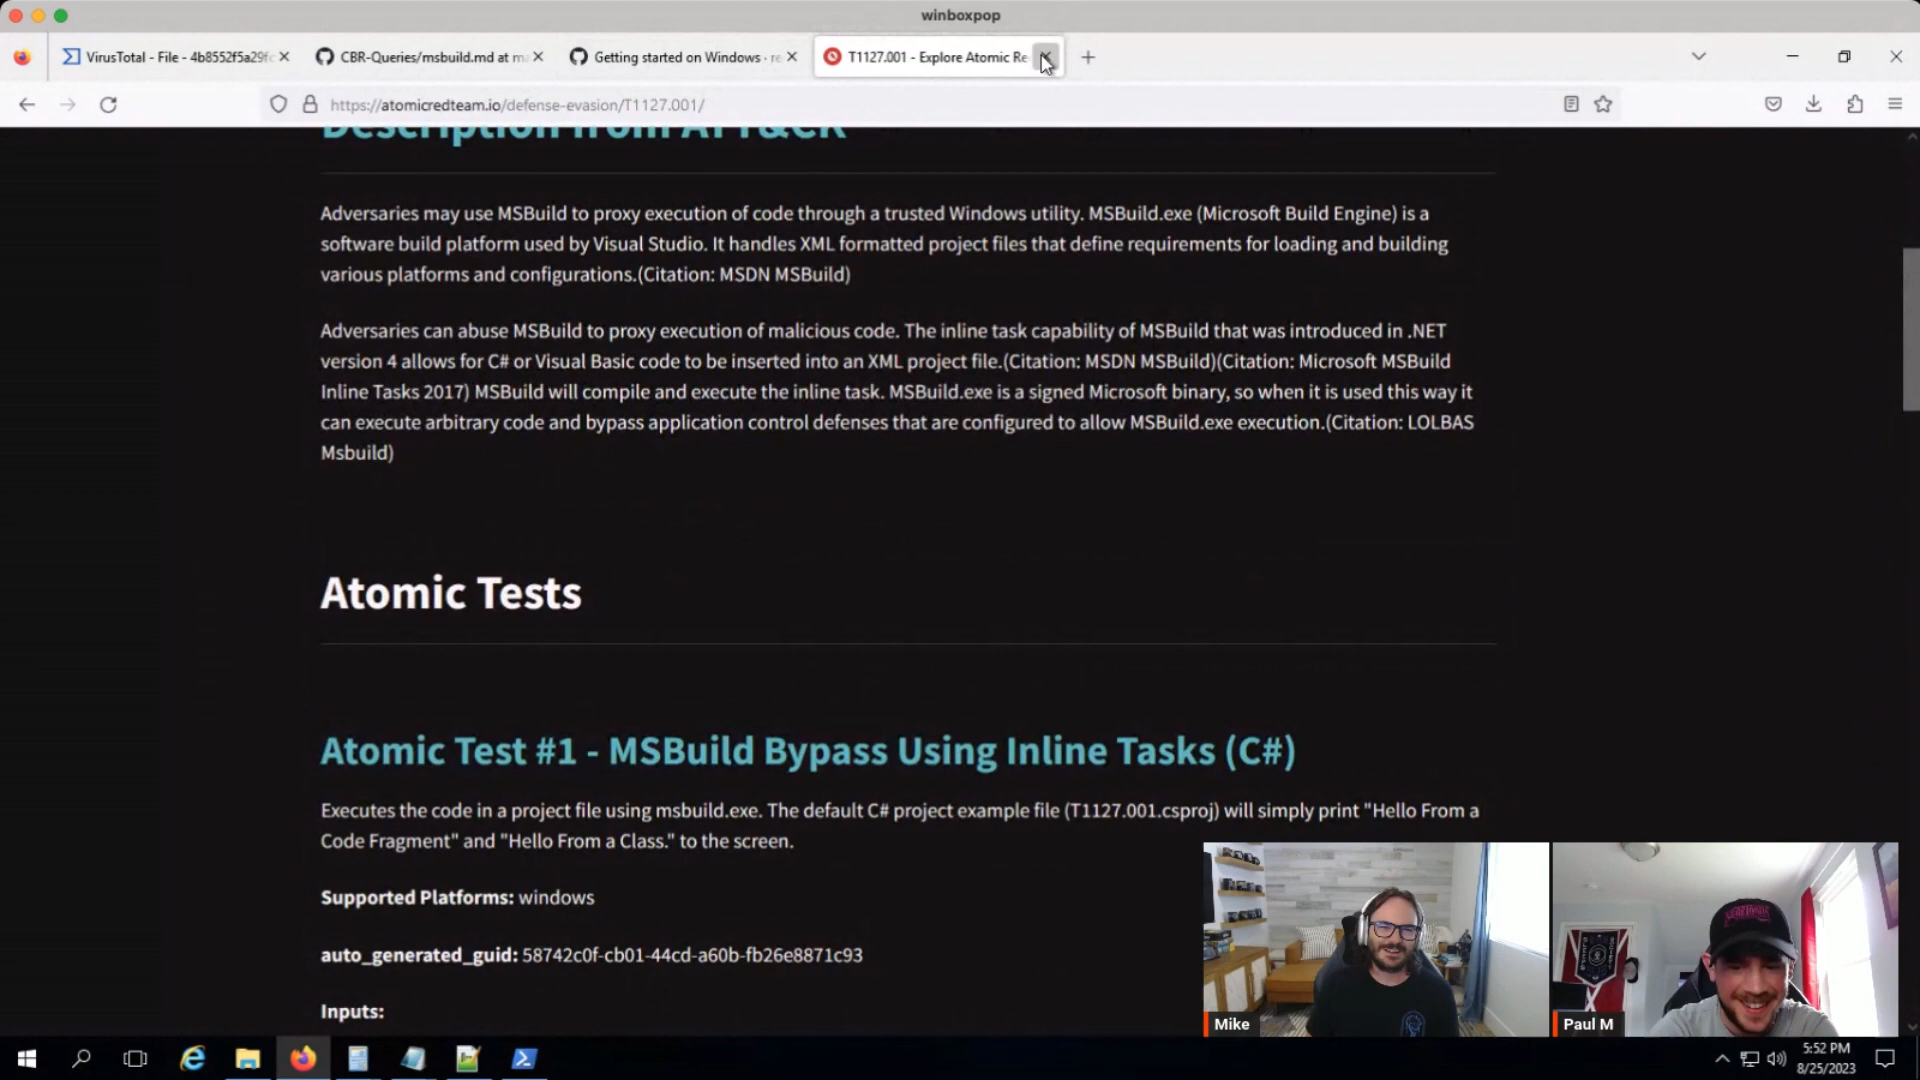 winboxpop
VirusTotal - File - 4b8552f5a29fc
CBR-Queries/msbuild.md at ma
Getting started on Windows · re
T1127.001 - Explore Atomic Re
https://atomicredteam.io/defense-evasion/T1127.001/
Description from ATT&CK
Adversaries may use MSBuild to proxy execution of code through a trusted Windows utility. MSBuild.exe (Microsoft Build Engine) is a
software build platform used by Visual Studio. It handles XML formatted project files that define requirements for loading and building
various platforms and configurations.(Citation: MSDN MSBuild)
Adversaries can abuse MSBuild to proxy execution of malicious code. The inline task capability of MSBuild that was introduced in .NET
version 4 allows for C# or Visual Basic code to be inserted into an XML project file.(Citation: MSDN MSBuild)(Citation: Microsoft MSBuild
Inline Tasks 2017) MSBuild will compile and execute the inline task. MSBuild.exe is a signed Microsoft binary, so when it is used this way it
can execute arbitrary code and bypass application control defenses that are configured to allow MSBuild.exe execution.(Citation: LOLBAS
Msbuild)
Atomic Tests
Atomic Test #1 - MSBuild Bypass Using Inline Tasks (C#)
Executes the code in a project file using msbuild.exe. The default C# project example file (T1127.001.csproj) will simply print "Hello From a
Code Fragment" and "Hello From a Class." to the screen.
Supported Platforms: windows
auto_generated_guid: 58742c0f-cb01-44cd-a60b-fb26e8871c93
Inputs:
Mike
Paul M
5:52 PM
8/25/2023